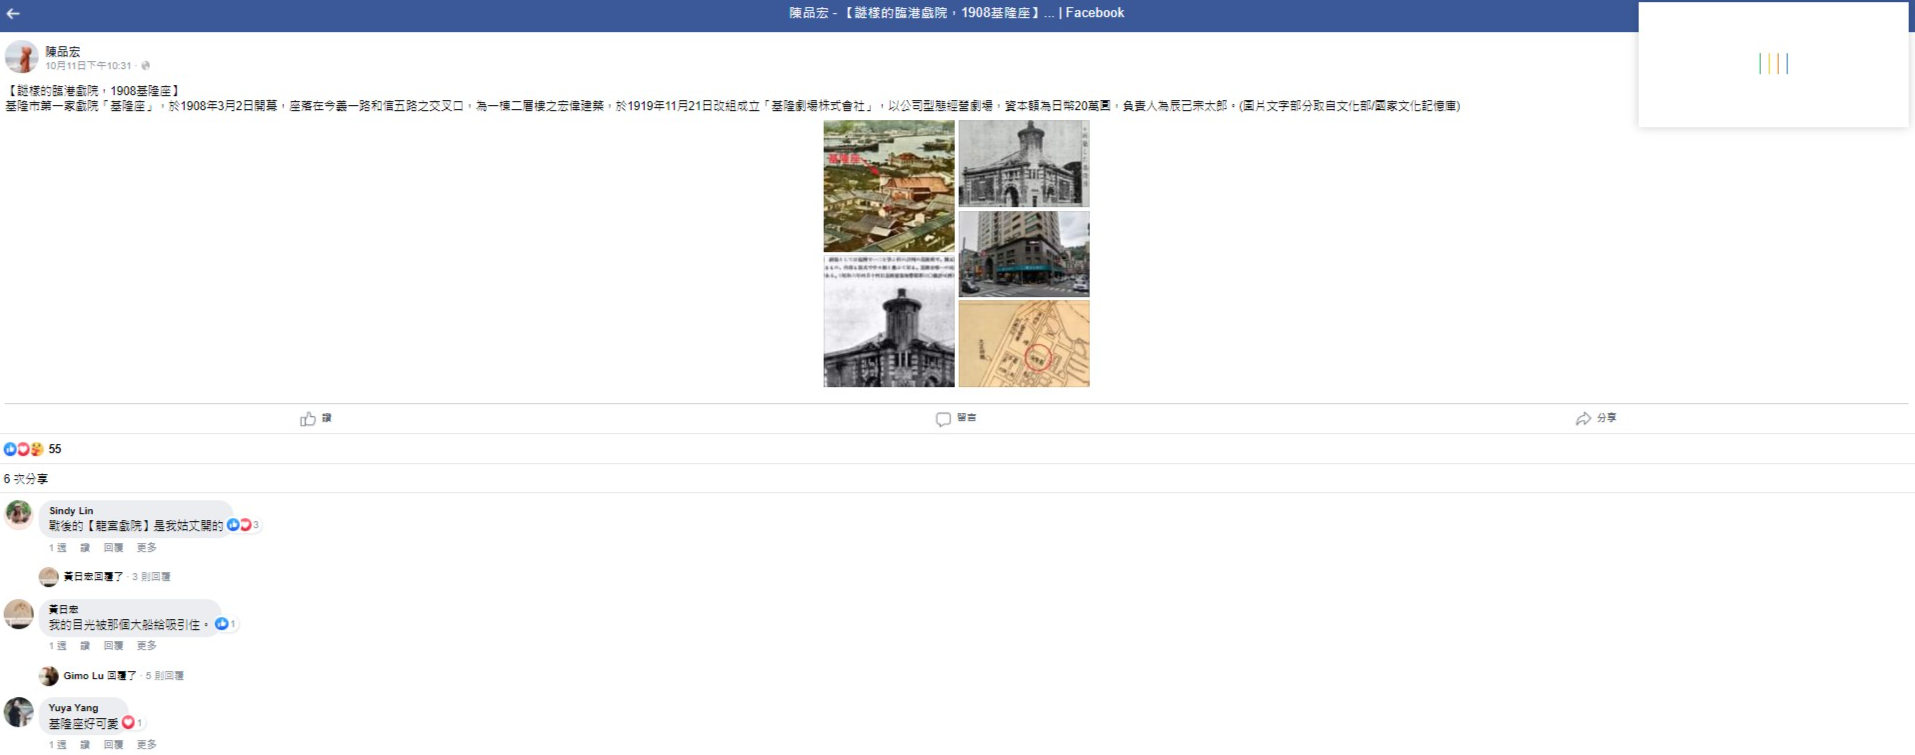 陳品宏 - 【謎樣的臨港戲院，1908基隆座】... | Facebook
陳品宏
10月11日下午10:31 ·
【謎樣的臨港戲院，1908基隆座】
基隆市第一家戲院「基隆座」，於1908年3月2日開幕，座落在今義一路和信五路之交叉口，為一棟二層樓之宏偉建築，於1919年11月21日改組成立「基隆劇場株式會社」，以公司型態經營劇場，資本額為日幣20萬圓，負責人為辰己宗太郎。(圖片文字部分取自文化部/國家文化記憶庫)
基隆座
讚
留言
分享
55
6 次分享
Sindy Lin
戰後的【龍宮戲院】是我姑丈開的 3
1 週 讚 回覆 更多
黃日宏回覆了 · 3 則回覆
黃日宏
我的目光被那個大船給吸引住。 1
1 週 讚 回覆 更多
Gimo Lu 回覆了 · 5 則回覆
Yuya Yang
基隆座好可愛 1
1 週 讚 回覆 更多